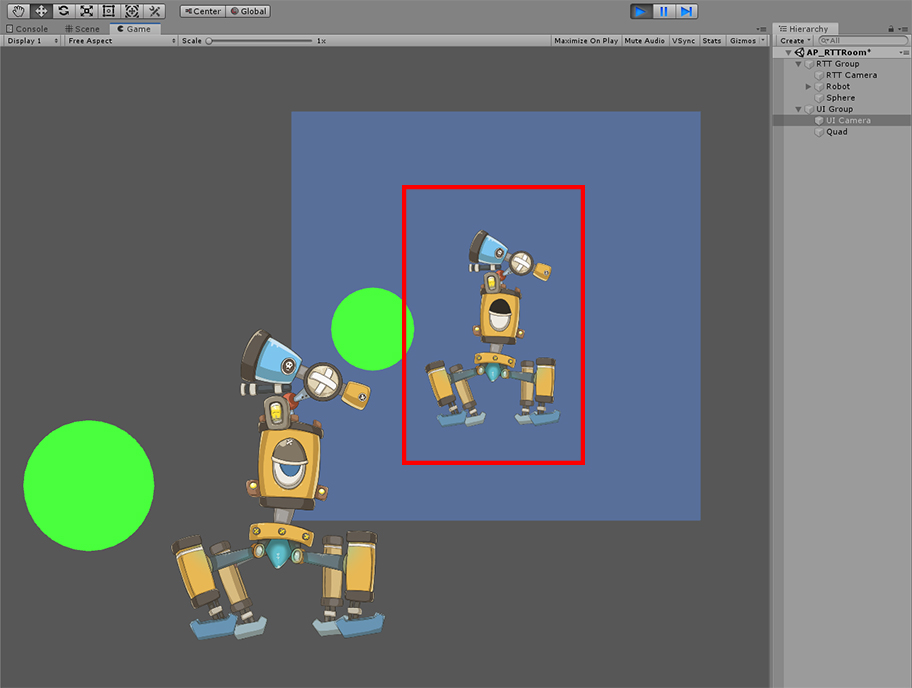 Center Global
Console Scene Game
Display 1 Free Aspect Scale 1x Maximize On Play Mute Audio VSync Stats Gizmos
Hierarchy
Create All
AP_RTTRoom*
RTT Group
RTT Camera
Robot
Sphere
UI Group
UI Camera
Quad